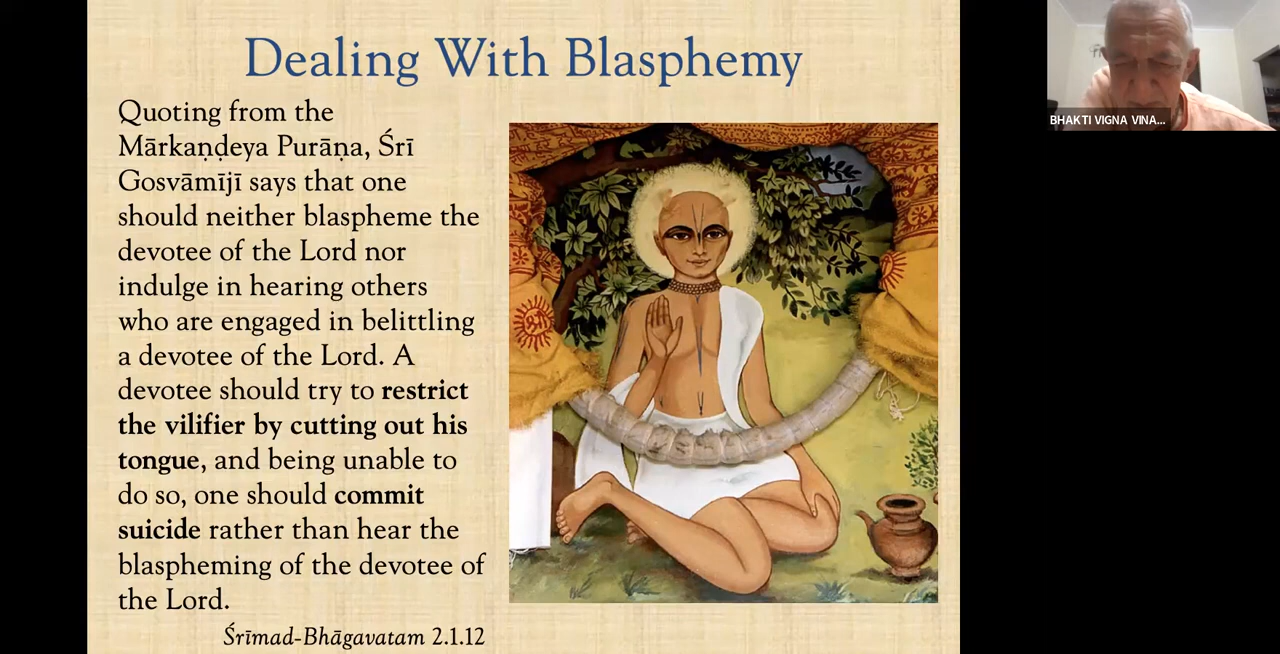 Dealing With Blasphemy
Quoting from the
Mārkaṇḍeya Purāṇa, Śrī
Gosvāmījī says that one
should neither blaspheme the
devotee of the Lord nor
indulge in hearing others
who are engaged in belittling
a devotee of the Lord. A
devotee should try to restrict
the vilifier by cutting out his
tongue, and being unable to
do so, one should commit
suicide rather than hear the
blaspheming of the devotee of
the Lord.
Śrīmad-Bhāgavatam 2.1.12
BHAKTI VIGNA VINA...